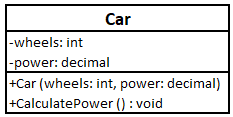 Car
-wheels: int
-power: decimal
+Car (wheels: int, power: decimal)
+CalculatePower () : void